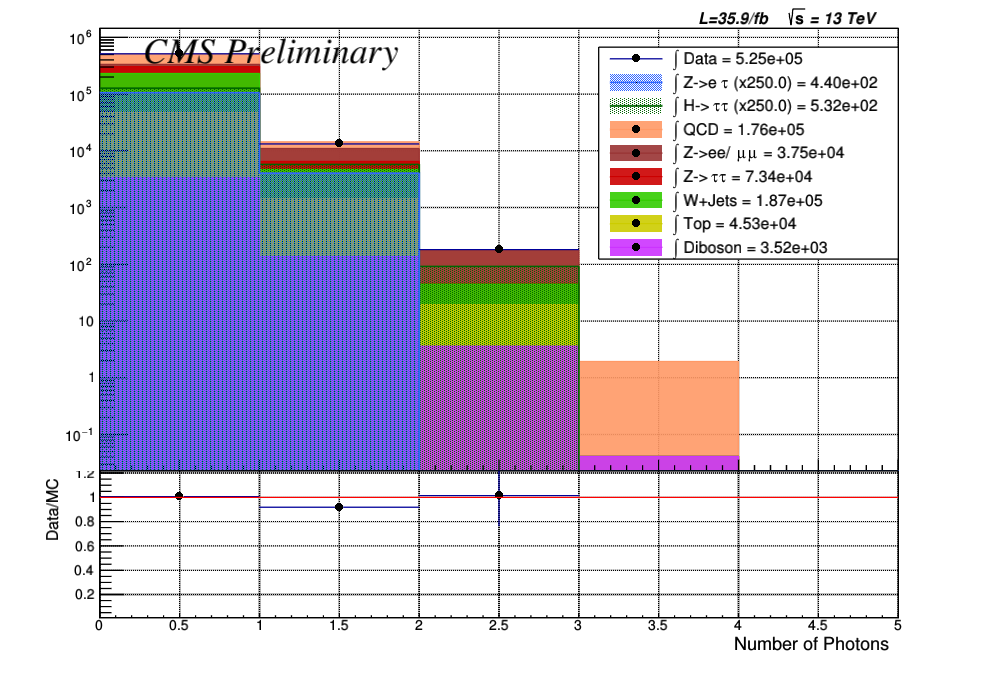 L=35.9/fb √s = 13 TeV
CMS Preliminary
10⁶
10⁵
10⁴
10³
10²
10
1
10⁻¹
∫ Data = 5.25e+05
∫ Z->e τ (x250.0) = 4.40e+02
∫ H-> ττ (x250.0) = 5.32e+02
∫ QCD = 1.76e+05
∫ Z->ee/ μμ = 3.75e+04
∫ Z-> ττ = 7.34e+04
∫ W+Jets = 1.87e+05
∫ Top = 4.53e+04
∫ Diboson = 3.52e+03
Data/MC
1.2
1
0.8
0.6
0.4
0.2
0 0.5 1 1.5 2 2.5 3 3.5 4 4.5 5
Number of Photons